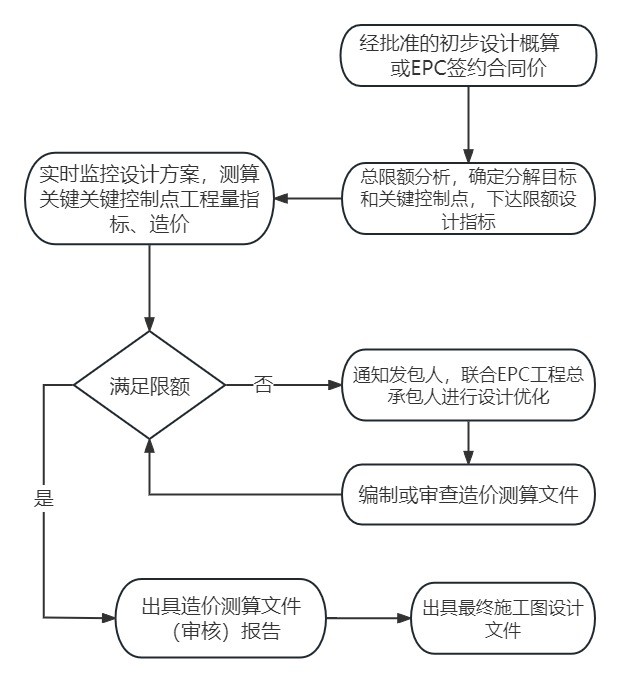 经批准的初步设计概算
或EPC签约合同价
总限额分析，确定分解目标
和关键控制点，下达限额设
计指标
实时监控设计方案，测算
关键关键控制点工程量指
标、造价
满足限额
否
通知发包人，联合EPC工程总
承包人进行设计优化
编制或审查造价测算文件
是
出具造价测算文件
（审核）报告
出具最终施工图设计
文件